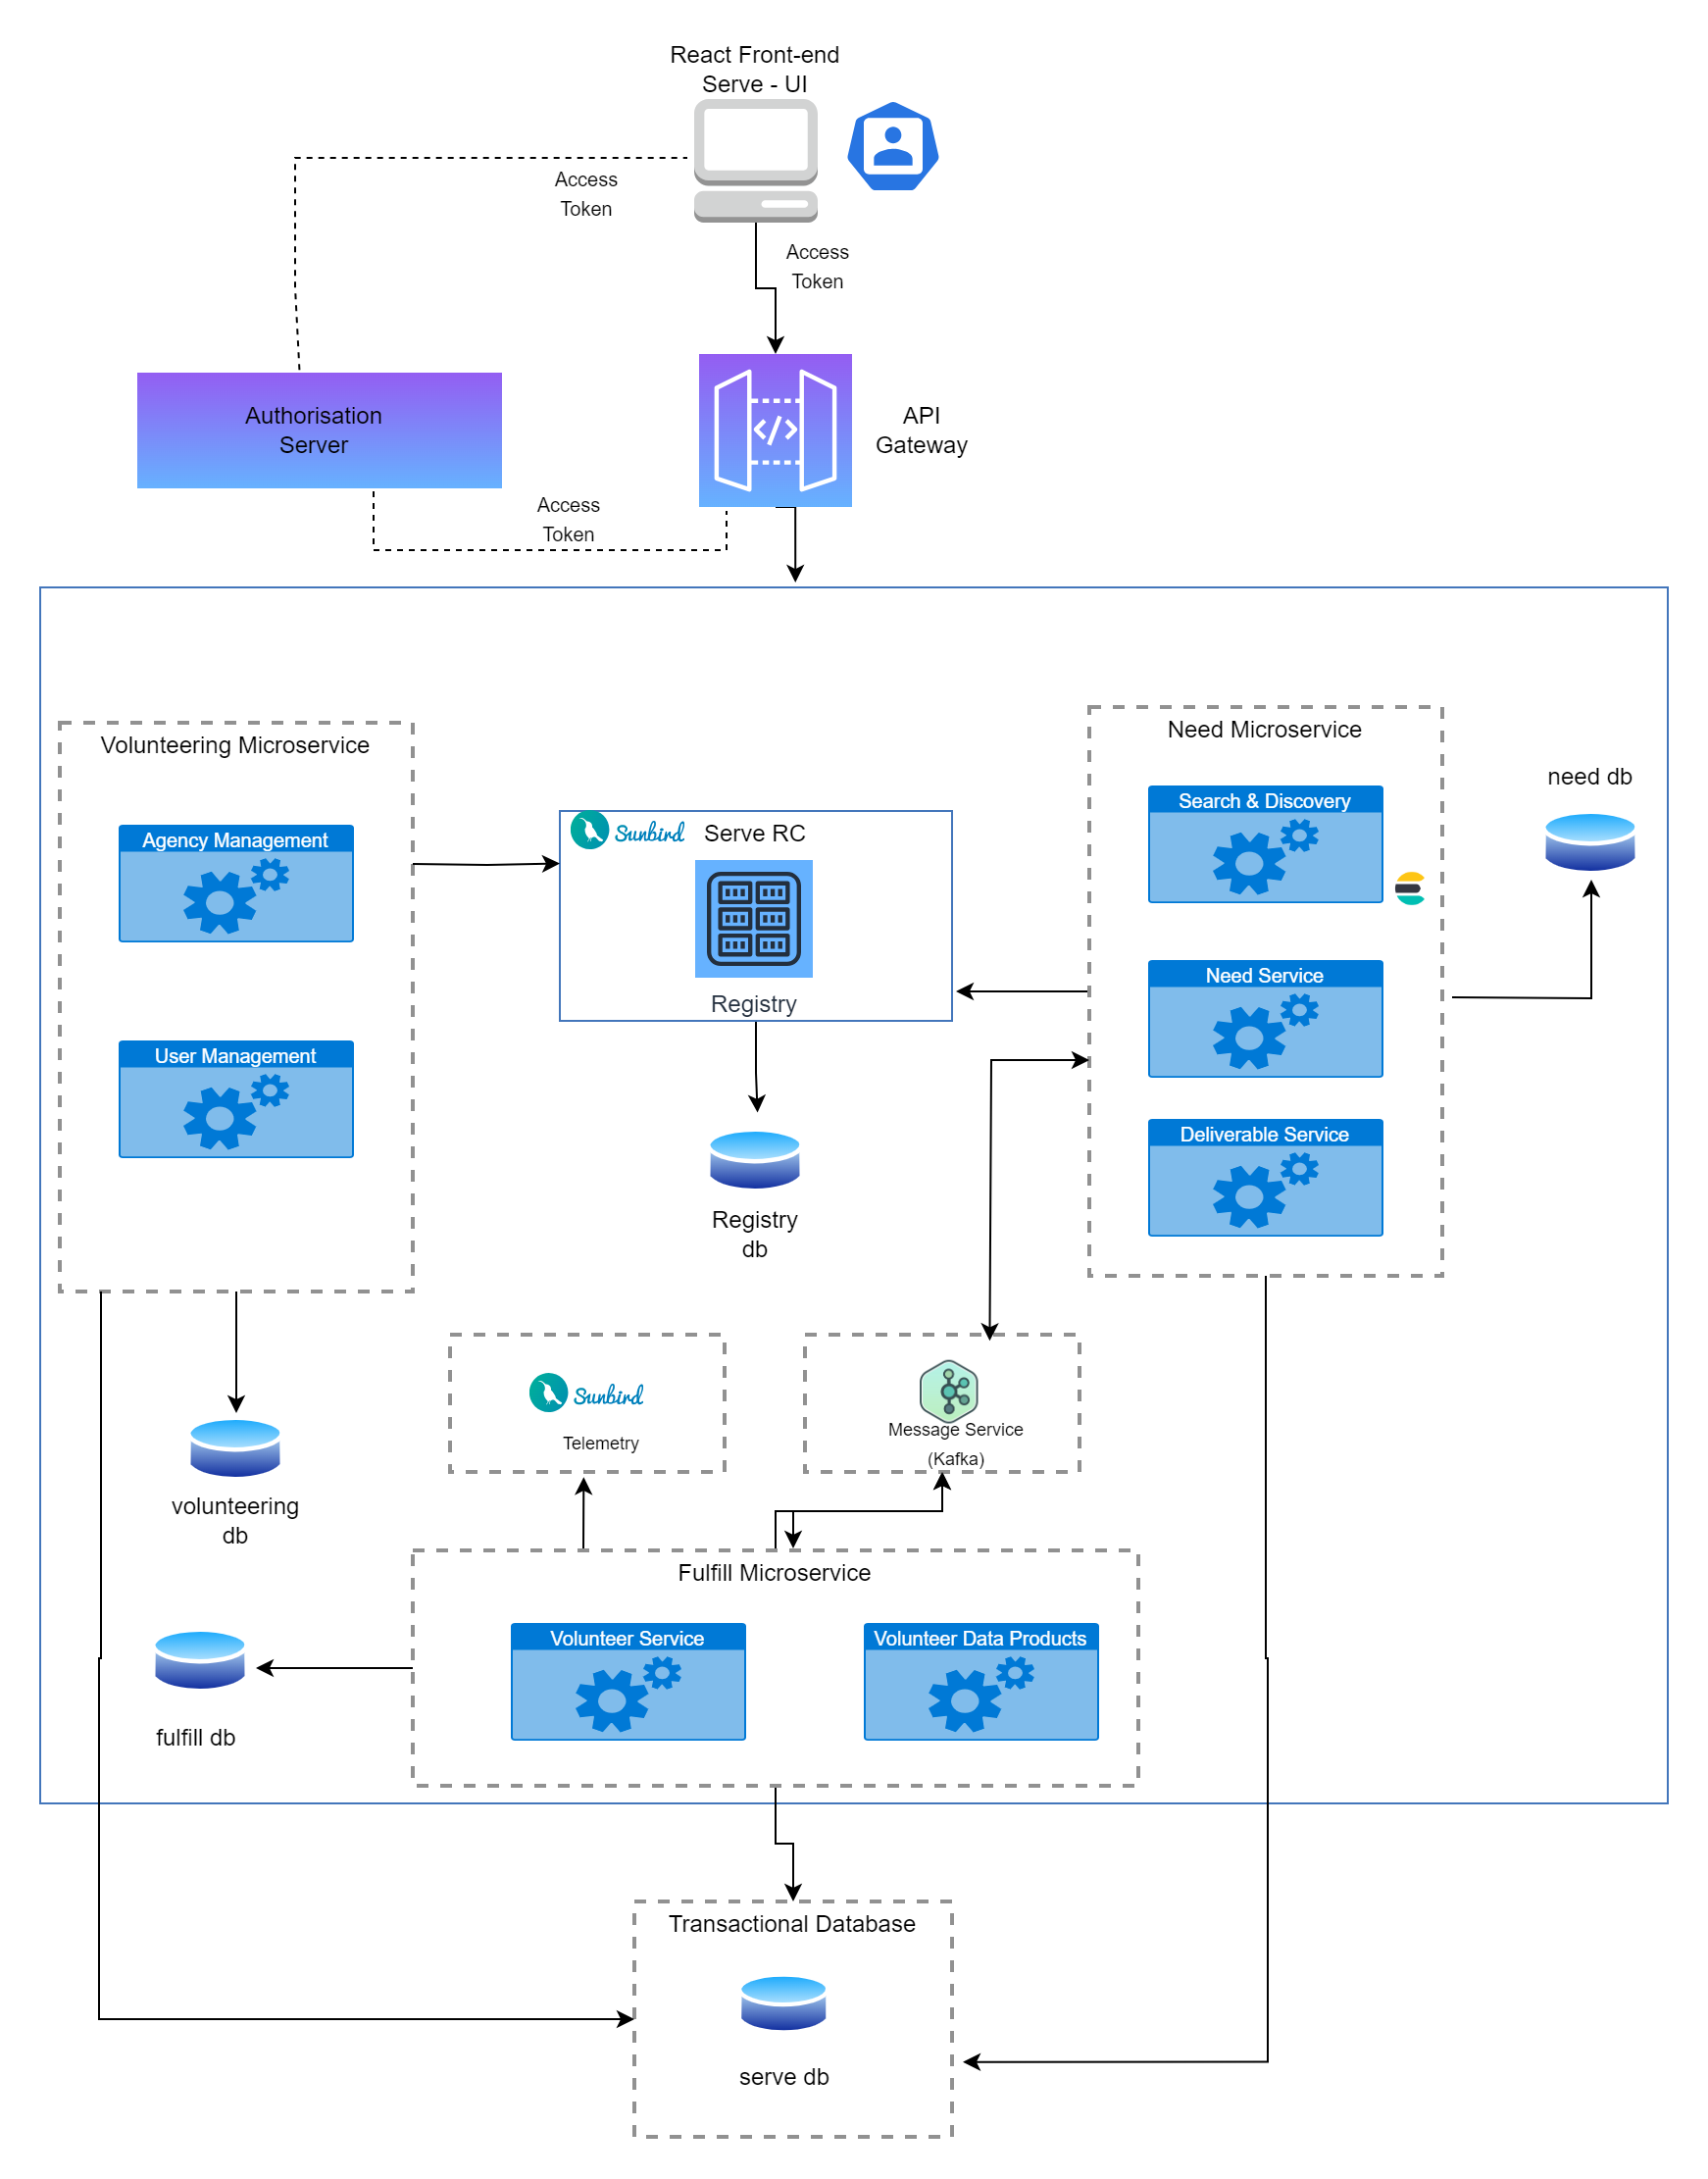 React Front-end
Serve - UI
Access
Token
Access
Token
Authorisation
Server
API
Gateway
Access
Token
Volunteering Microservice
Agency Management
User Management
Sunbird
Serve RC
Registry
Registry
db
Need Microservice
Search & Discovery
Need Service
Deliverable Service
need db
volunteering
db
Sunbird
Telemetry
Message Service
(Kafka)
Fulfill Microservice
Volunteer Service
Volunteer Data Products
fulfill db
Transactional Database
serve db